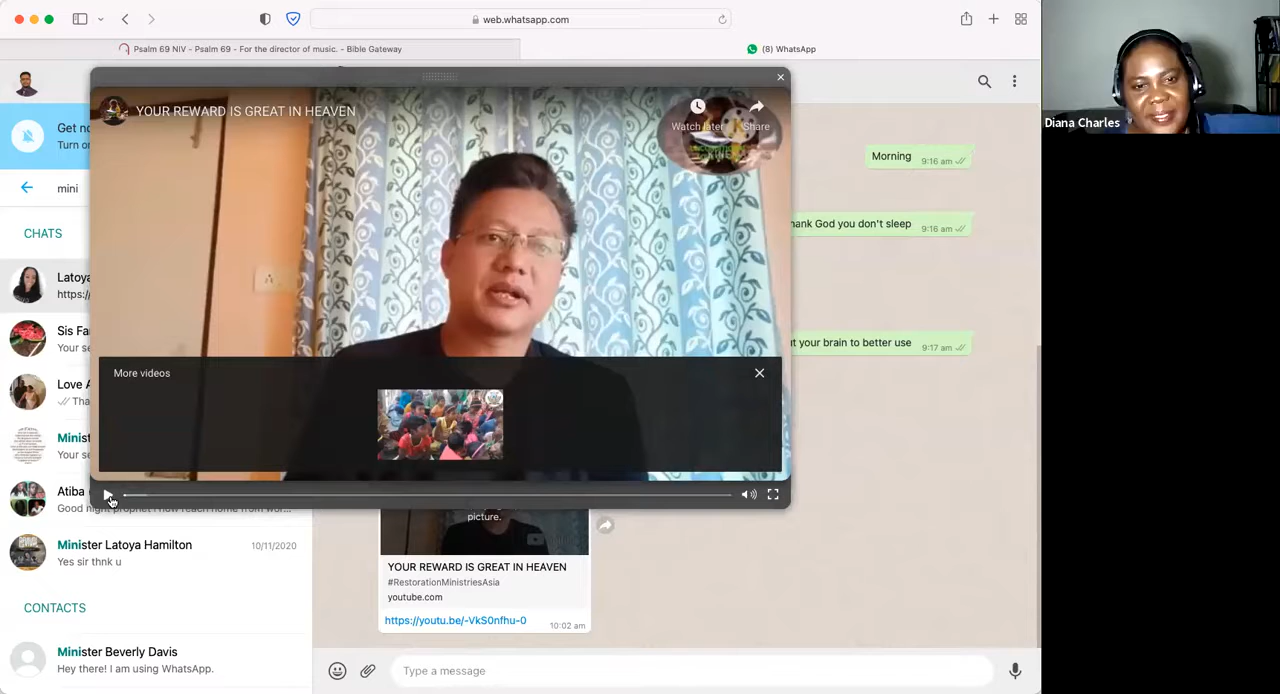 web.whatsapp.com
Psalm 69 NIV - Psalm 69 - For the director of music. - Bible Gateway
(8) WhatsApp
YOUR REWARD IS GREAT IN HEAVEN
Watch later
Share
Diana Charles
Get no
Turn on
mini
CHATS
Latoya
https:/
Sis Fa
Your se
Love A
Tha
Minist
Your se
Atiba
Good night prophet I now reach home from wor...
Minister Latoya Hamilton
10/11/2020
Yes sir thnk u
CONTACTS
Minister Beverly Davis
Hey there! I am using WhatsApp.
More videos
Morning
9:16 am
hank God you don't sleep
9:16 am
ut your brain to better use
9:17 am
picture.
YOUR REWARD IS GREAT IN HEAVEN
#RestorationMinistriesAsia
youtube.com
https://youtu.be/-VkS0nfhu-0
10:02 am
Type a message